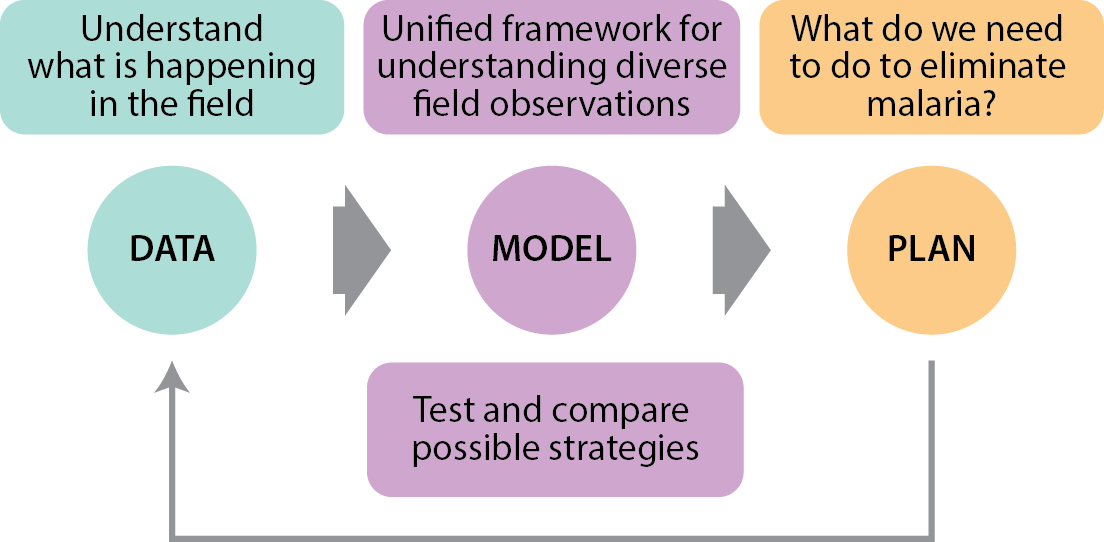 Understand
what is happening
in the field
Unified framework for
understanding diverse
field observations
What do we need
to do to eliminate
malaria?
DATA
MODEL
PLAN
Test and compare
possible strategies